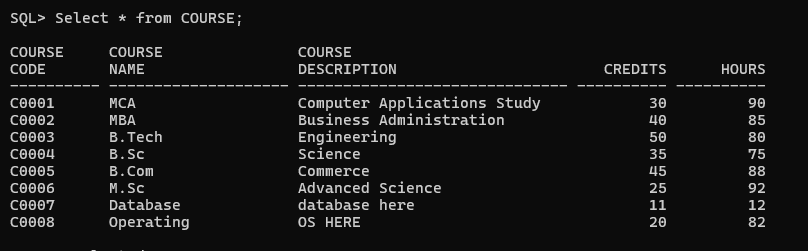 SQL> Select * from COURSE;
COURSE     COURSE               COURSE
CODE       NAME                 DESCRIPTION                       CREDITS      HOURS
---------- -------------------- ------------------------------ ---------- ----------
C0001      MCA                  Computer Applications Study            30         90
C0002      MBA                  Business Administration                40         85
C0003      B.Tech               Engineering                            50         80
C0004      B.Sc                 Science                                35         75
C0005      B.Com                Commerce                               45         88
C0006      M.Sc                 Advanced Science                       25         92
C0007      Database             database here                          11         12
C0008      Operating            OS HERE                                20         82